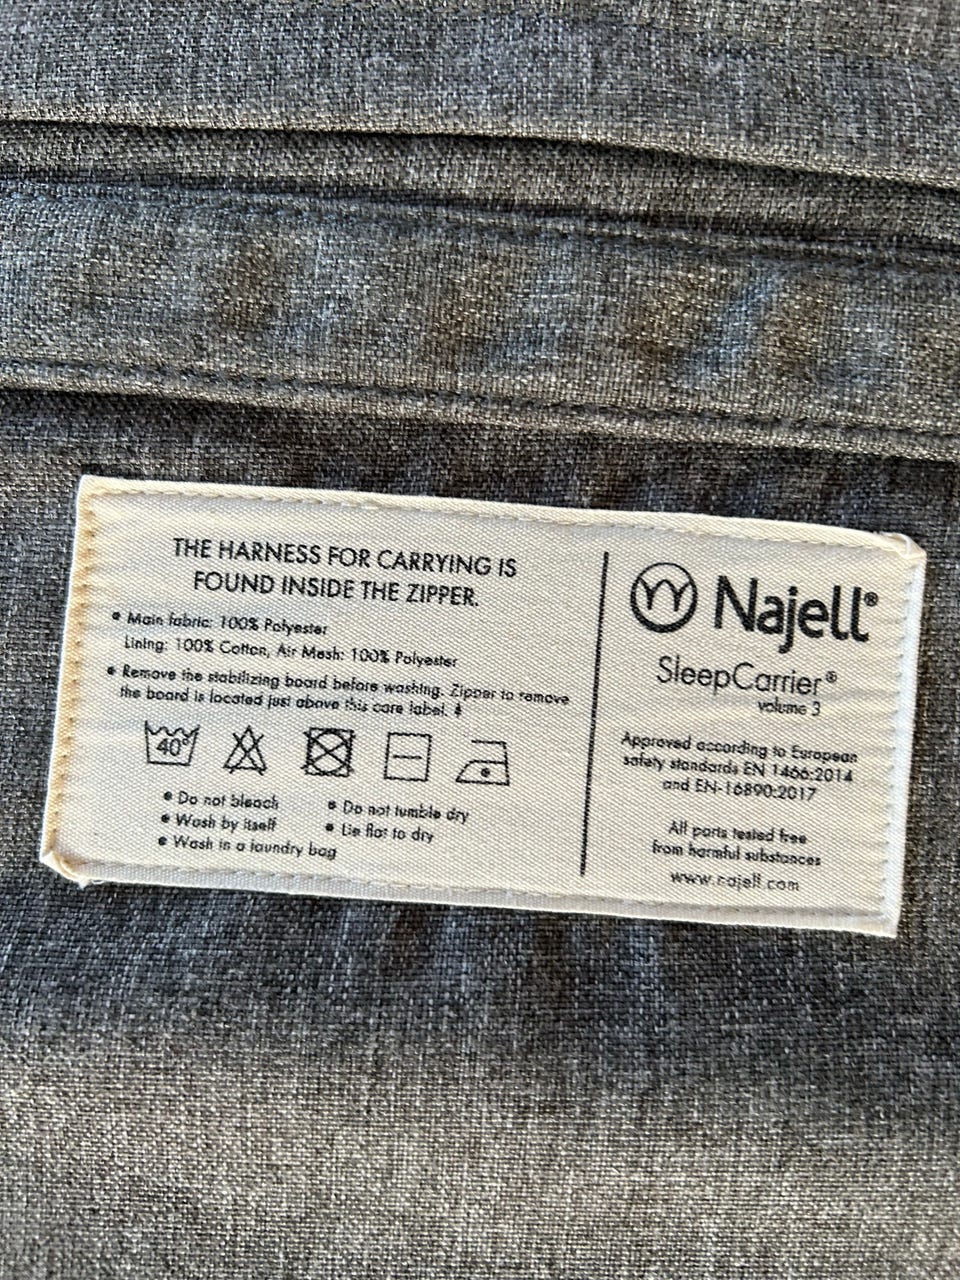 THE HARNESS FOR CARRYING IS
FOUND INSIDE THE ZIPPER.
• Main fabric: 100% Polyester
Lining: 100% Cotton, Air Mesh: 100% Polyester
• Remove the stabilizing board before washing. Zipper to remove
the board is located just above this care label.
40°
• Do not bleach
• Wash by itself
• Wash in a laundry bag
• Do not tumble dry
• Lie flat to dry
Najell®
SleepCarrier®
volume 3
Approved according to European
safety standards EN 1466:2014
and EN-16890:2017
All parts tested free
from harmful substances
www.najell.com